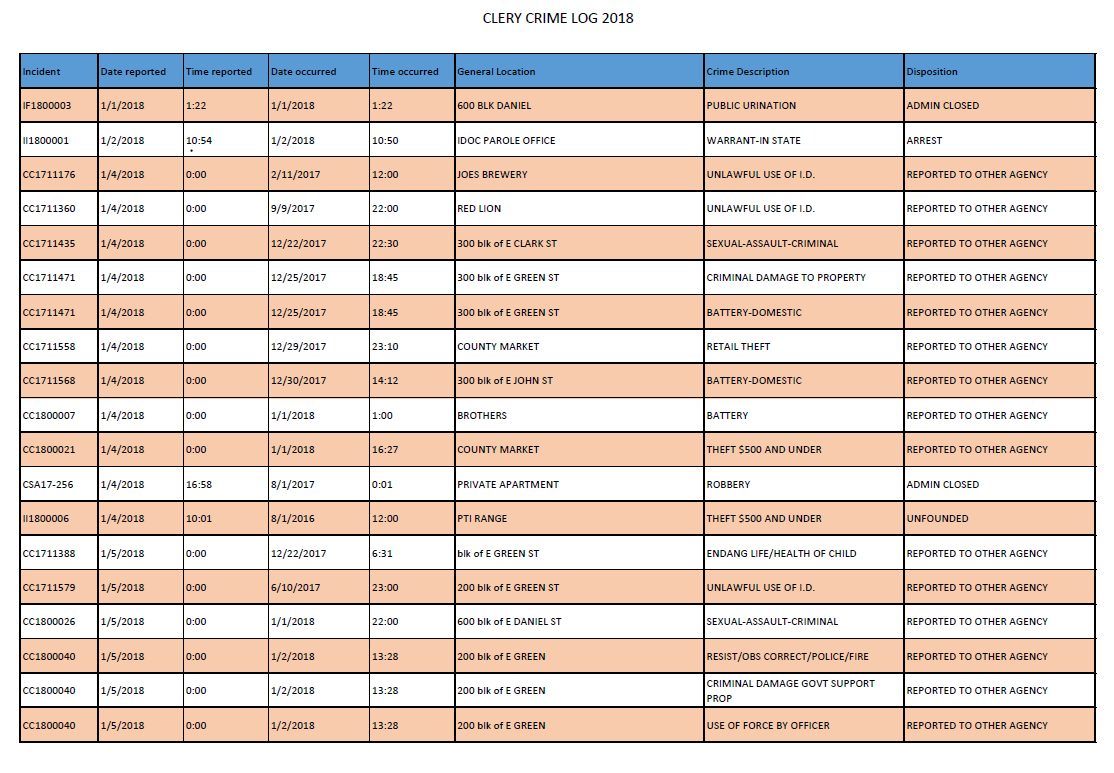 CLERY CRIME LOG 2018
Incident Date reported Time reported Date occurred Time occurred General Location Crime Description Disposition
IF1800003 1/1/2018 1:22 1/1/2018 1:22 600 BLK DANIEL PUBLIC URINATION ADMIN CLOSED
II1800001 1/2/2018 10:54 1/2/2018 10:50 IDOC PAROLE OFFICE WARRANT-IN STATE ARREST
CC1711176 1/4/2018 0:00 2/11/2017 12:00 JOES BREWERY UNLAWFUL USE OF I.D. REPORTED TO OTHER AGENCY
CC1711360 1/4/2018 0:00 9/9/2017 22:00 RED LION UNLAWFUL USE OF I.D. REPORTED TO OTHER AGENCY
CC1711435 1/4/2018 0:00 12/22/2017 22:30 300 blk of E CLARK ST SEXUAL-ASSAULT-CRIMINAL REPORTED TO OTHER AGENCY
CC1711471 1/4/2018 0:00 12/25/2017 18:45 300 blk of E GREEN ST CRIMINAL DAMAGE TO PROPERTY REPORTED TO OTHER AGENCY
CC1711471 1/4/2018 0:00 12/25/2017 18:45 300 blk of E GREEN ST BATTERY-DOMESTIC REPORTED TO OTHER AGENCY
CC1711558 1/4/2018 0:00 12/29/2017 23:10 COUNTY MARKET RETAIL THEFT REPORTED TO OTHER AGENCY
CC1711568 1/4/2018 0:00 12/30/2017 14:12 300 blk of E JOHN ST BATTERY-DOMESTIC REPORTED TO OTHER AGENCY
CC1800007 1/4/2018 0:00 1/1/2018 1:00 BROTHERS BATTERY REPORTED TO OTHER AGENCY
CC1800021 1/4/2018 0:00 1/1/2018 16:27 COUNTY MARKET THEFT $500 AND UNDER REPORTED TO OTHER AGENCY
CSA17-256 1/4/2018 16:58 8/1/2017 0:01 PRIVATE APARTMENT ROBBERY ADMIN CLOSED
II1800006 1/4/2018 10:01 8/1/2016 12:00 PTI RANGE THEFT $500 AND UNDER UNFOUNDED
CC1711388 1/5/2018 0:00 12/22/2017 6:31 blk of E GREEN ST ENDANG LIFE/HEALTH OF CHILD REPORTED TO OTHER AGENCY
CC1711579 1/5/2018 0:00 6/10/2017 23:00 200 blk of E GREEN ST UNLAWFUL USE OF I.D. REPORTED TO OTHER AGENCY
CC1800026 1/5/2018 0:00 1/1/2018 22:00 600 blk of E DANIEL ST SEXUAL-ASSAULT-CRIMINAL REPORTED TO OTHER AGENCY
CC1800040 1/5/2018 0:00 1/2/2018 13:28 200 blk of E GREEN RESIST/OBS CORRECT/POLICE/FIRE REPORTED TO OTHER AGENCY
CC1800040 1/5/2018 0:00 1/2/2018 13:28 200 blk of E GREEN CRIMINAL DAMAGE GOVT SUPPORT
PROP REPORTED TO OTHER AGENCY
CC1800040 1/5/2018 0:00 1/2/2018 13:28 200 blk of E GREEN USE OF FORCE BY OFFICER REPORTED TO OTHER AGENCY